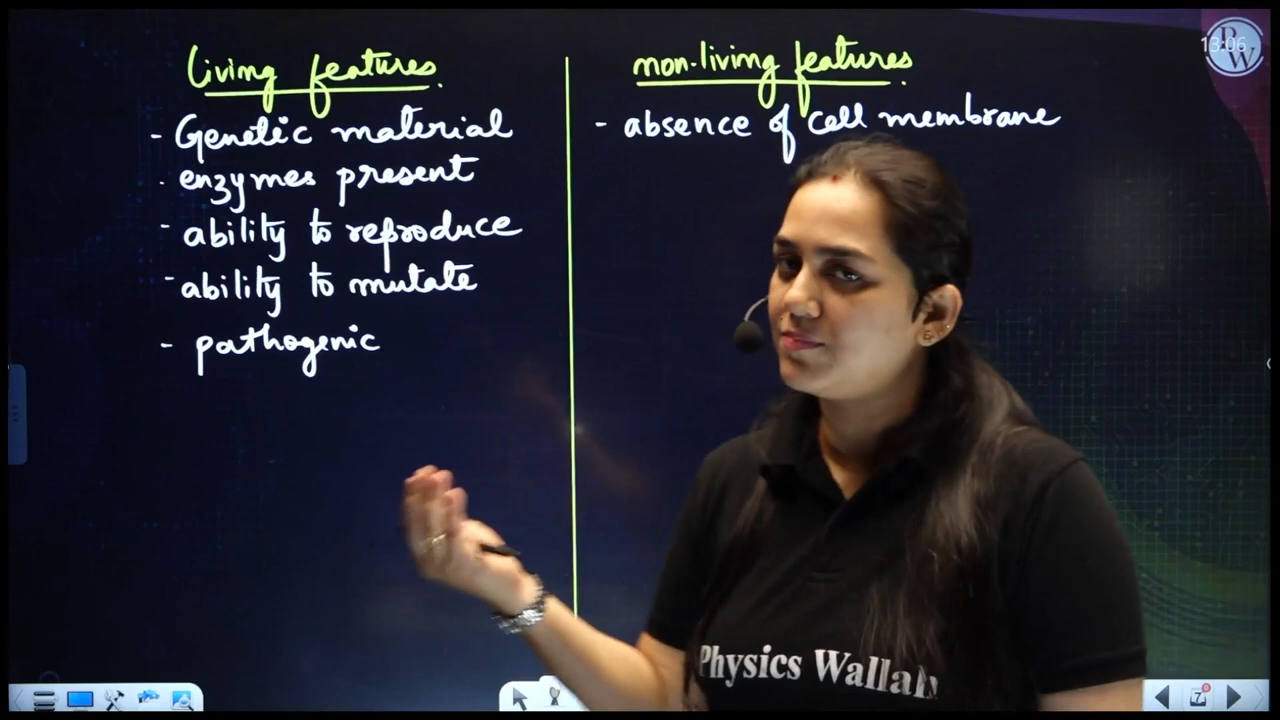 living features.
- Genetic material
- enzymes present
- ability to reproduce
- ability to mutate
- pathogenic
non-living features.
- absence of cell membrane
13:06
PW
Physics Wallah
7